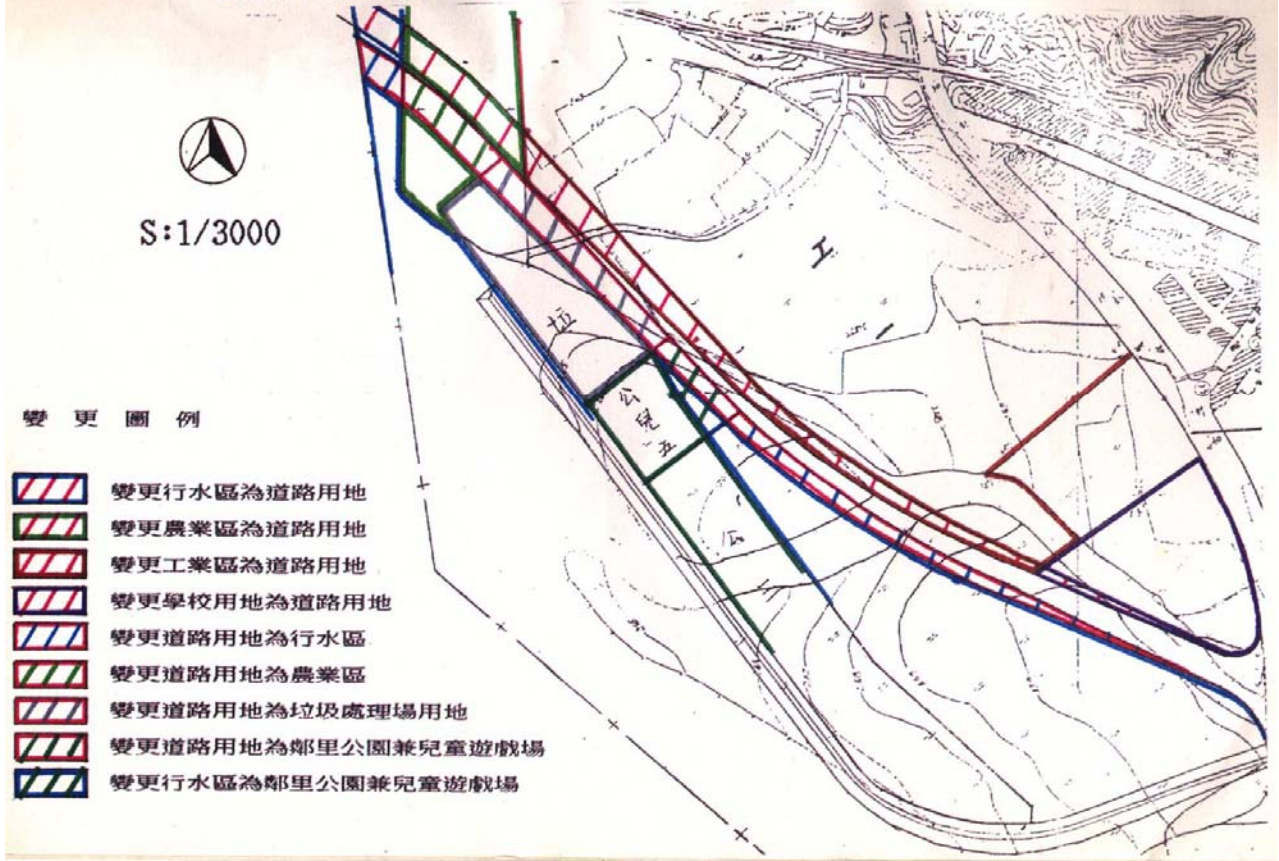 S:1/3000
工
垃
公
兒
五
變更圖例
變更行水區為道路用地
變更農業區為道路用地
變更工業區為道路用地
變更學校用地為道路用地
變更道路用地為行水區
變更道路用地為農業區
變更道路用地為垃圾處理場用地
變更道路用地為鄰里公園兼兒童遊戲場
變更行水區為鄰里公園兼兒童遊戲場